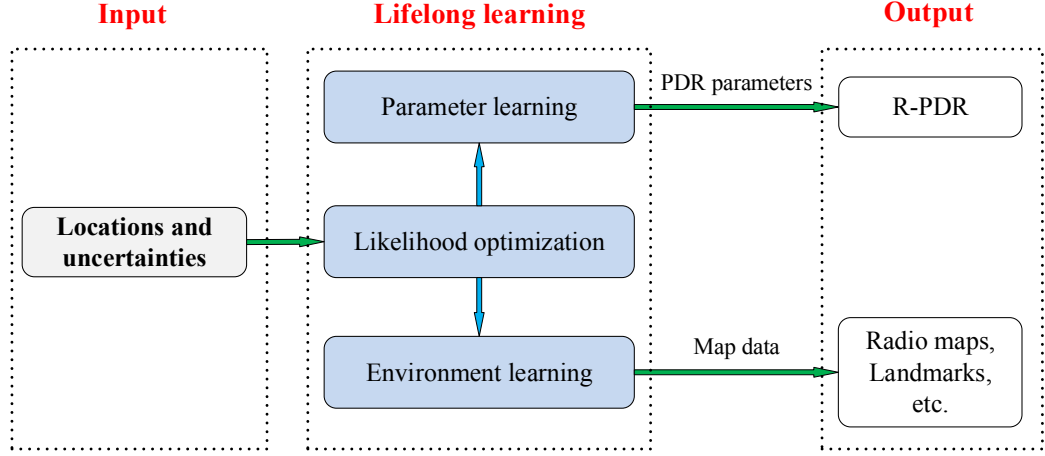 Input
Lifelong learning
Output
Parameter learning
PDR parameters
R-PDR
Locations and
uncertainties
Likelihood optimization
Environment learning
Map data
Radio maps,
Landmarks,
etc.